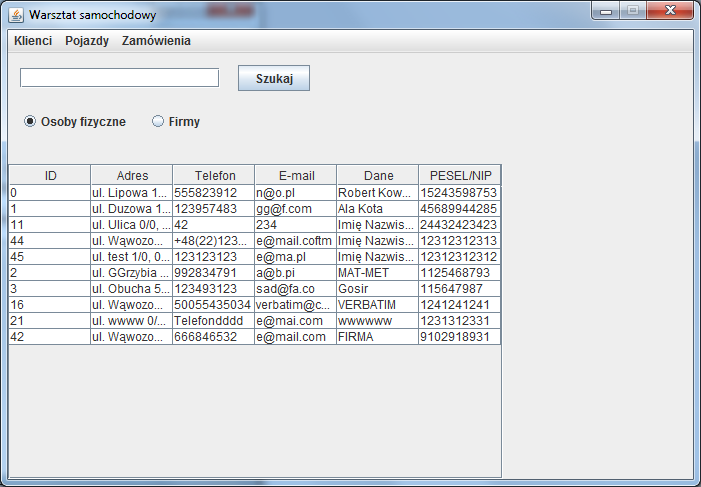 Warsztat samochodowy
Klienci Pojazdy Zamówienia
Szukaj
Osoby fizyczne Firmy
ID Adres Telefon E-mail Dane PESEL/NIP
0 ul. Lipowa 1... 555823912 n@o.pl Robert Kow... 15243598753
1 ul. Duzowa 1... 123957483 gg@f.com Ala Kota 45689944285
11 ul. Ulica 0/0, ... 42 234 Imię Nazwis... 24432423423
44 ul. Wąwozo... +48(22)123... e@mail.coftm Imię Nazwis... 12312312313
45 ul. test 1/0, 0... 123123123 e@ma.pl Imię Nazwis... 12312312312
2 ul. GGrzybia ... 992834791 a@b.pi MAT-MET 1125468793
3 ul. Obucha 5... 123493123 sad@fa.co Gosir 115647987
16 ul. Wąwozo... 50055435034 verbatim@c... VERBATIM 1241241241
21 ul. wwww 0/... Telefondddd e@mai.com wwwwww 1231312331
42 ul. Wąwozo... 666846532 e@mail.com FIRMA 9102918931